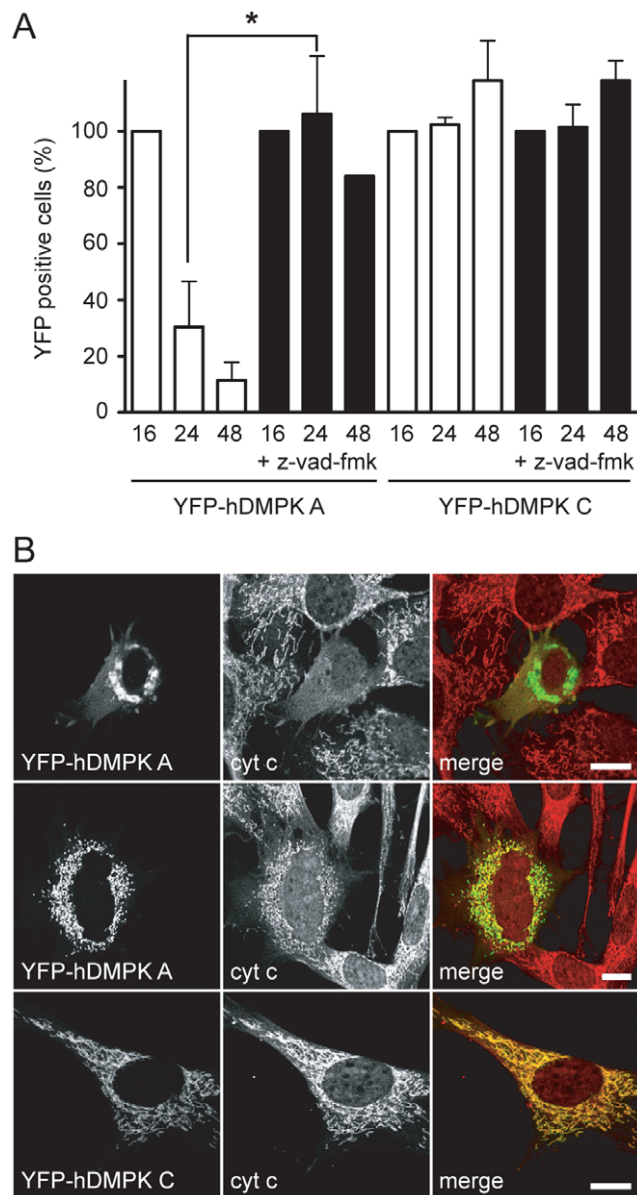 A
*
YFP positive cells (%)
100
80
60
40
20
0
16 24 48 16 24 48 16 24 48 16 24 48
+ z-vad-fmk + z-vad-fmk
YFP-hDMPK A YFP-hDMPK C
B
YFP-hDMPK A cyt c merge
YFP-hDMPK A cyt c merge
YFP-hDMPK C cyt c merge